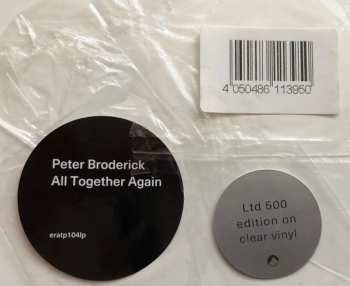 4 050486 113950
Peter Broderick
All Together Again
eratp104lp
Ltd 500
edition on
clear vinyl